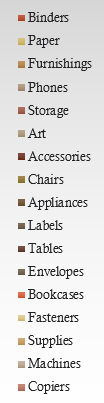 Binders
Paper
Furnishings
Phones
Storage
Art
Accessories
Chairs
Appliances
Labels
Tables
Envelopes
Bookcases
Fasteners
Supplies
Machines
Copiers